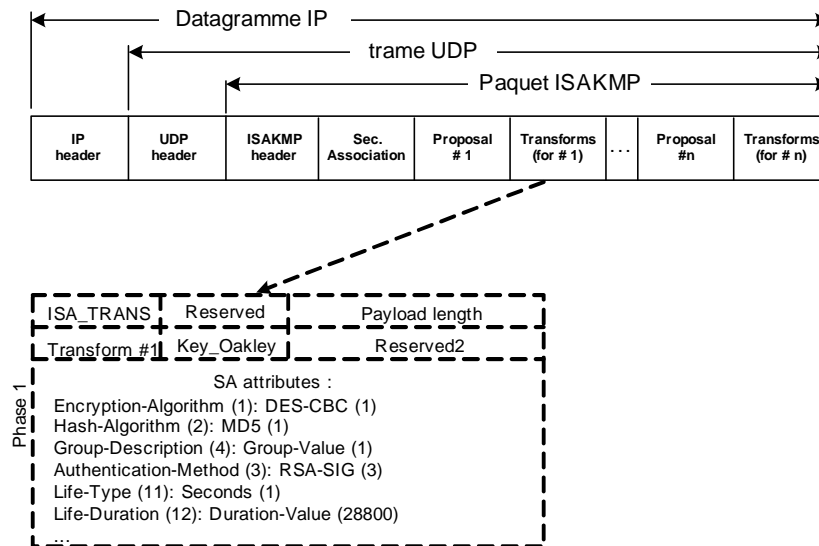 Datagramme IP
trame UDP
Paquet ISAKMP
IP header
UDP header
ISAKMP header
Sec. Association
Proposal # 1
Transforms (for # 1)
...
Proposal #n
Transforms (for # n)
ISA_TRANS Reserved Payload length
Transform #1 Key_Oakley Reserved2
Phase 1
SA attributes :
Encryption-Algorithm (1): DES-CBC (1)
Hash-Algorithm (2): MD5 (1)
Group-Description (4): Group-Value (1)
Authentication-Method (3): RSA-SIG (3)
Life-Type (11): Seconds (1)
Life-Duration (12): Duration-Value (28800)
...